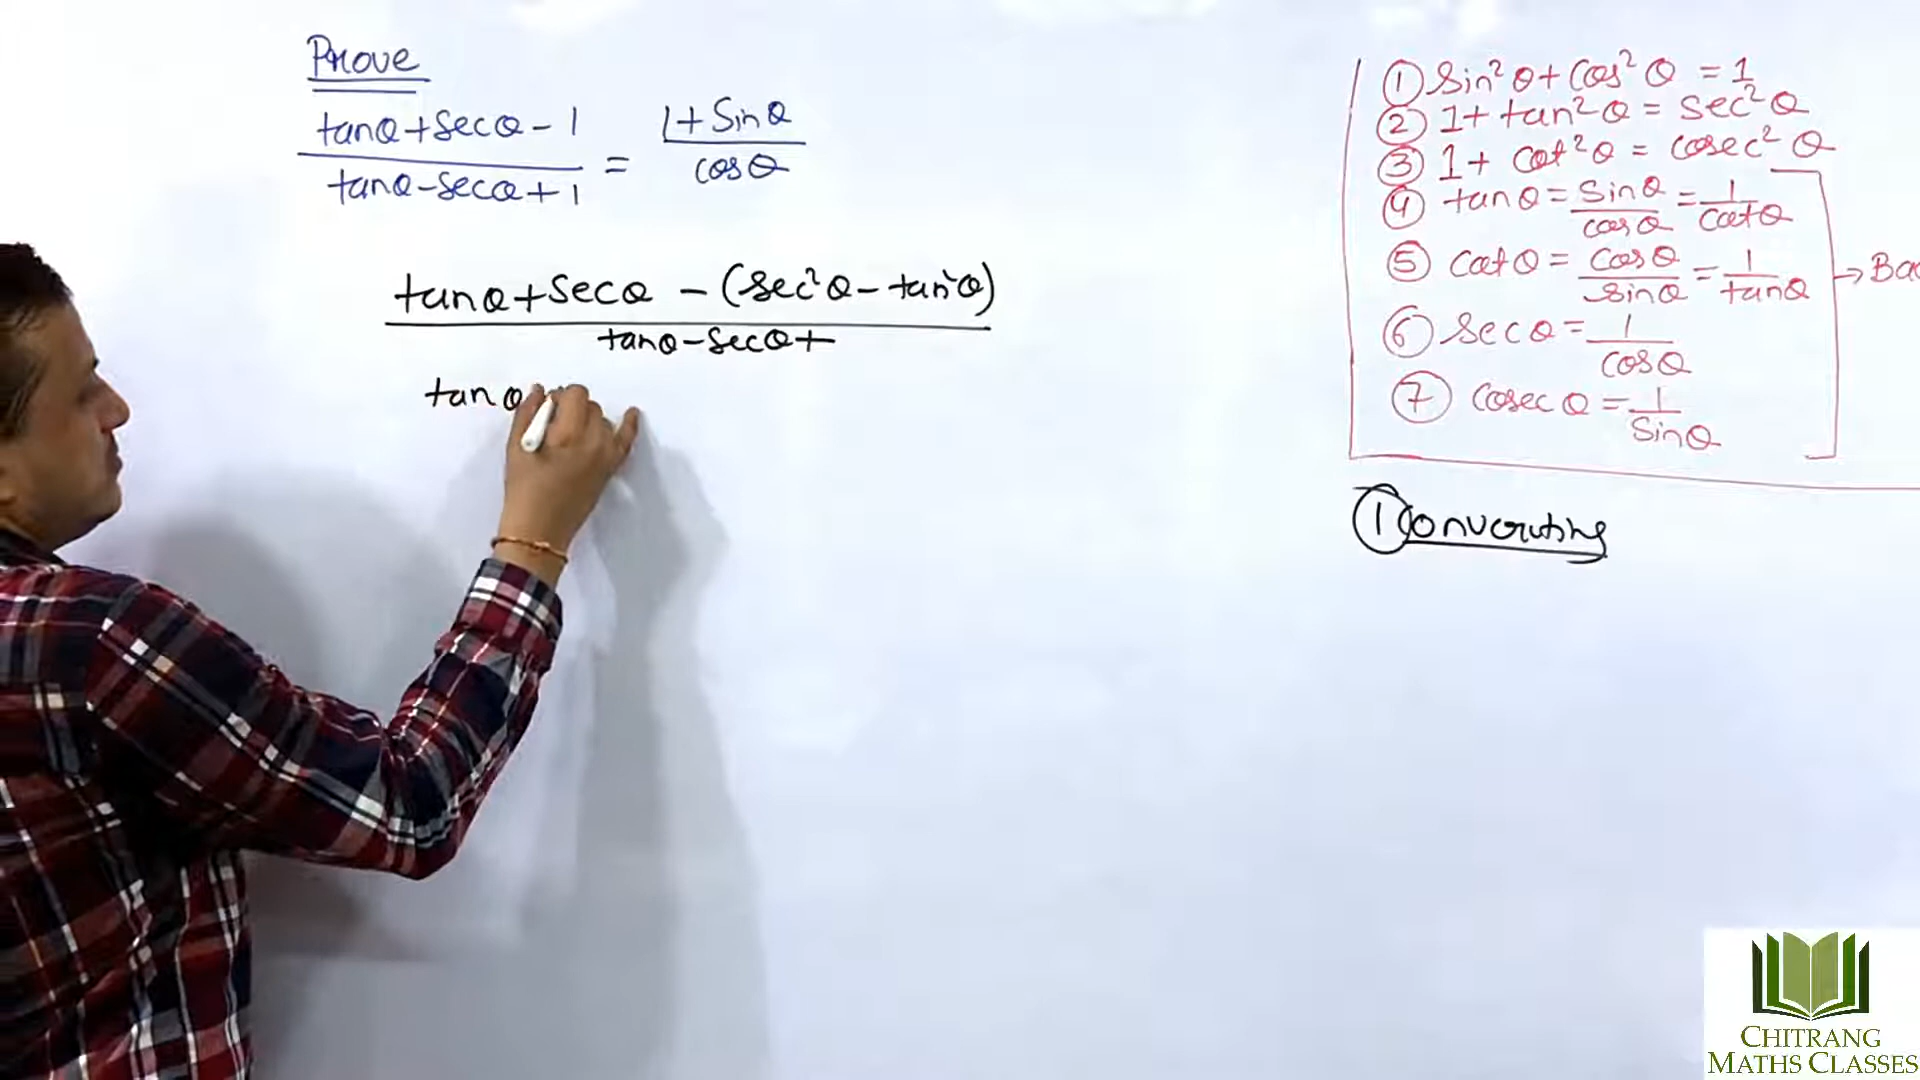 Prove
tanθ+secθ-1 / tanθ-secθ+1 = 1+Sinθ / cosθ
tanθ+secθ -(sec²θ-tan²θ)
tanθ-secθ+
tanθ
① Sin²θ+Cos²θ =1
② 1+tan²θ = sec²θ
③ 1+ cot²θ = cosec²θ
④ tanθ = Sinθ/cosθ = 1/cotθ
⑤ cotθ = cosθ/sinθ = 1/tanθ
⑥ secθ = 1/cosθ
⑦ cosecθ = 1/Sinθ
① Converting
CHITRANG
MATHS CLASSES